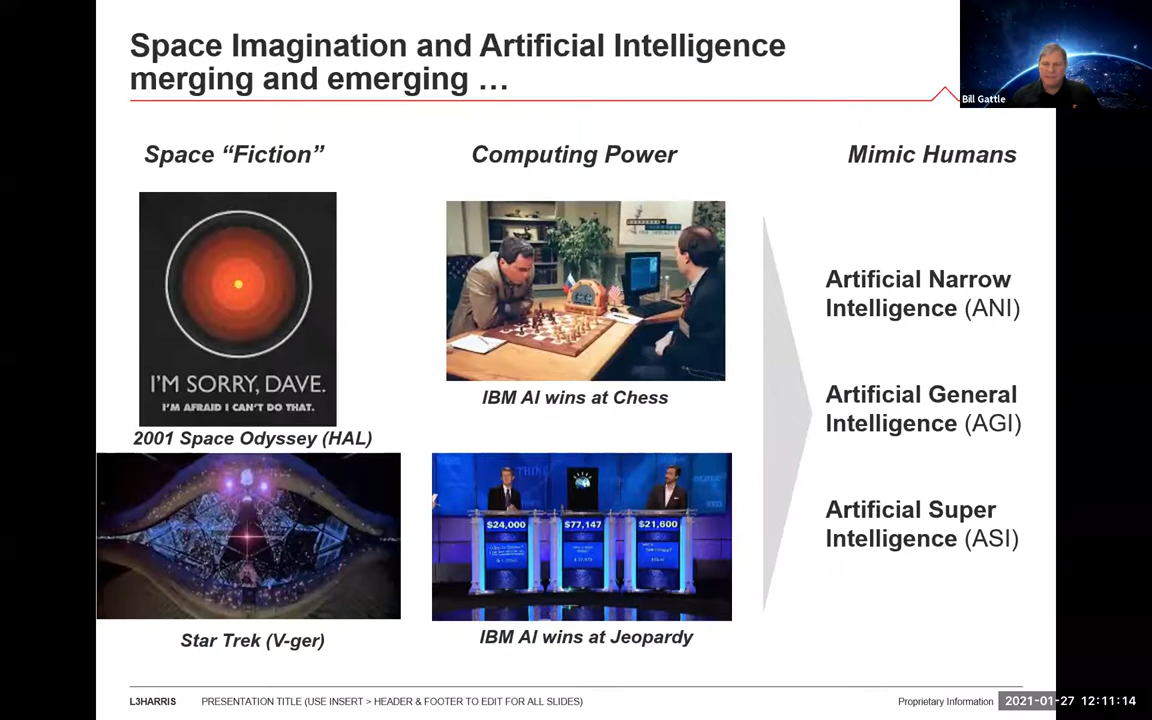 Space Imagination and Artificial Intelligence
merging and emerging …
Bill Gattle
Space “Fiction”
Computing Power
Mimic Humans
I'M SORRY, DAVE.
I'M AFRAID I CAN'T DO THAT.
2001 Space Odyssey (HAL)
IBM AI wins at Chess
Artificial Narrow
Intelligence (ANI)
Artificial General
Intelligence (AGI)
Artificial Super
Intelligence (ASI)
THINK
$24,000
$77,147
$21,600
Star Trek (V-ger)
IBM AI wins at Jeopardy
L3HARRIS
PRESENTATION TITLE (USE INSERT > HEADER & FOOTER TO EDIT FOR ALL SLIDES)
Proprietary Information
2021-01-27 12:11:14